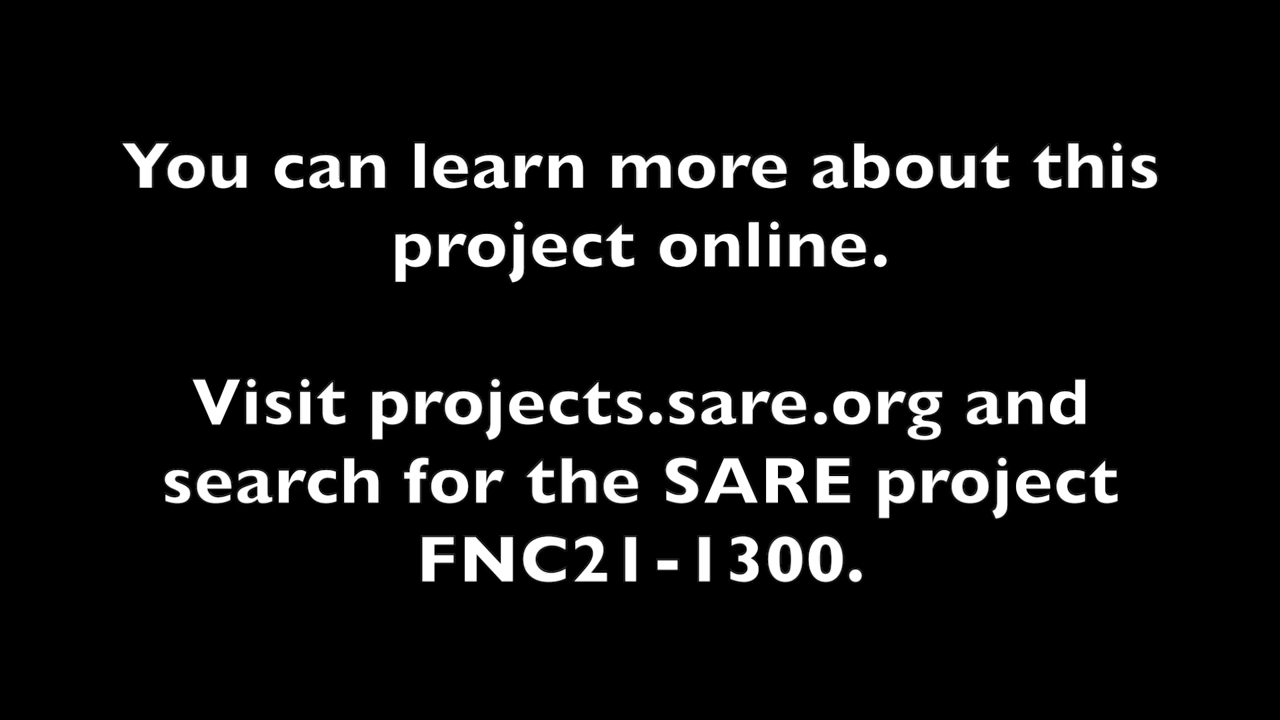 You can learn more about this
project online.
Visit projects.sare.org and
search for the SARE project
FNC21-1300.